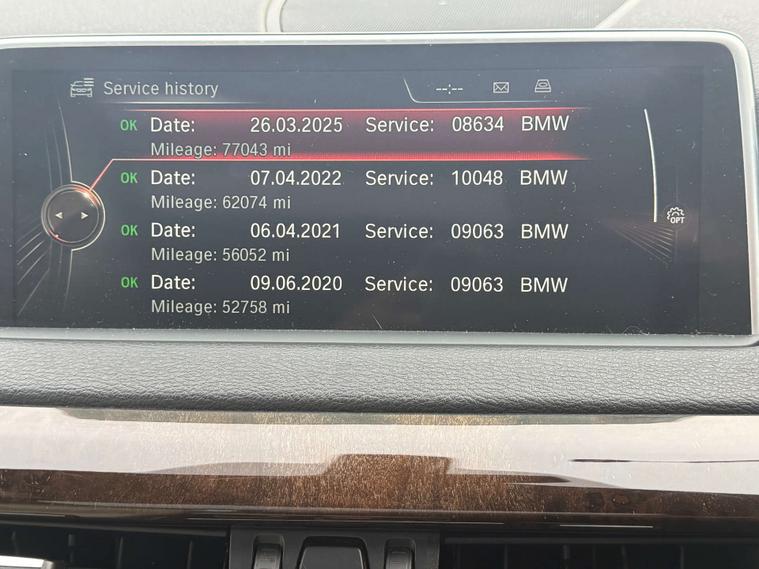 Service history --:--
OK Date: 26.03.2025 Service: 08634 BMW
Mileage: 77043 mi
OK Date: 07.04.2022 Service: 10048 BMW
Mileage: 62074 mi
OK Date: 06.04.2021 Service: 09063 BMW
Mileage: 56052 mi
OK Date: 09.06.2020 Service: 09063 BMW
Mileage: 52758 mi
OPT